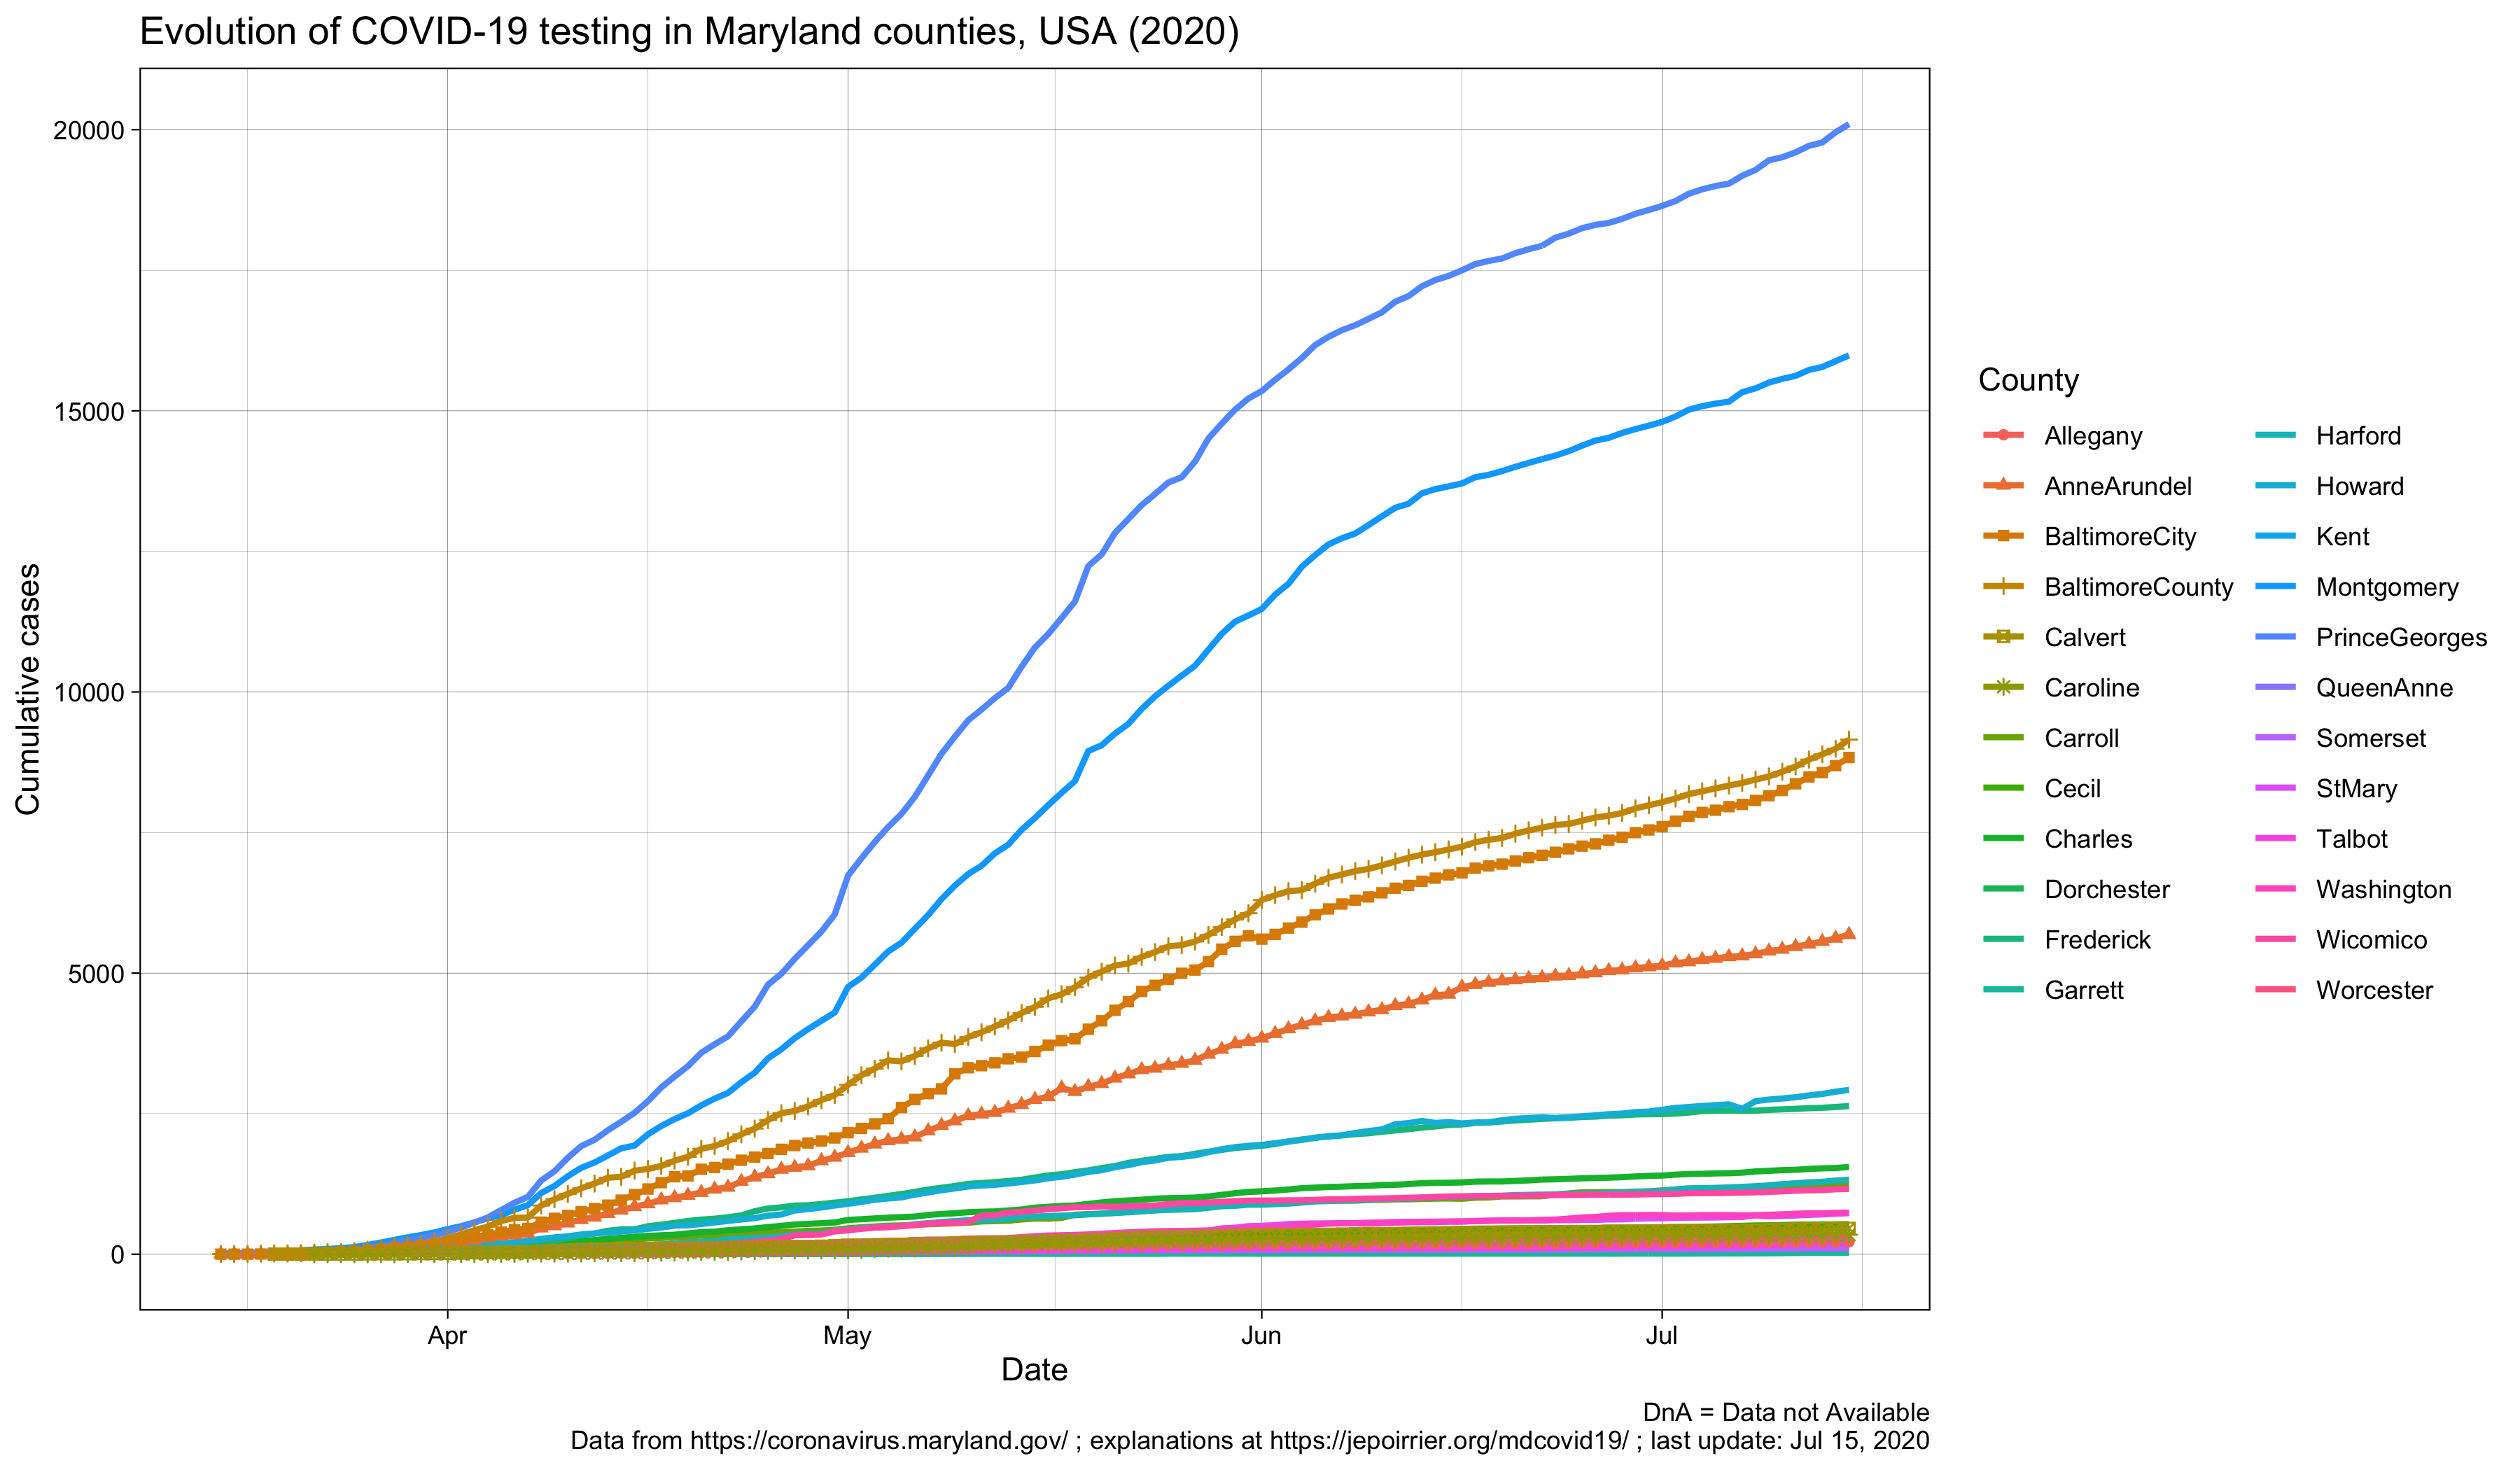 Evolution of COVID-19 testing in Maryland counties, USA (2020)
Cumulative cases
20000
15000
10000
5000
0
Apr
May
Jun
Jul
Date
County
Allegany
AnneArundel
BaltimoreCity
BaltimoreCounty
Calvert
Caroline
Carroll
Cecil
Charles
Dorchester
Frederick
Garrett
Harford
Howard
Kent
Montgomery
PrinceGeorges
QueenAnne
Somerset
StMary
Talbot
Washington
Wicomico
Worcester
DnA = Data not Available
Data from https://coronavirus.maryland.gov/ ; explanations at https://jepoirrier.org/mdcovid19/ ; last update: Jul 15, 2020